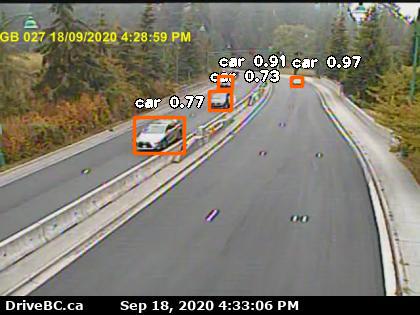 GB 027 18/09/2020 4:28:59 PM
car 0.91
car 0.97
car 0.73
car 0.77
DriveBC.ca
Sep 18, 2020 4:33:06 PM